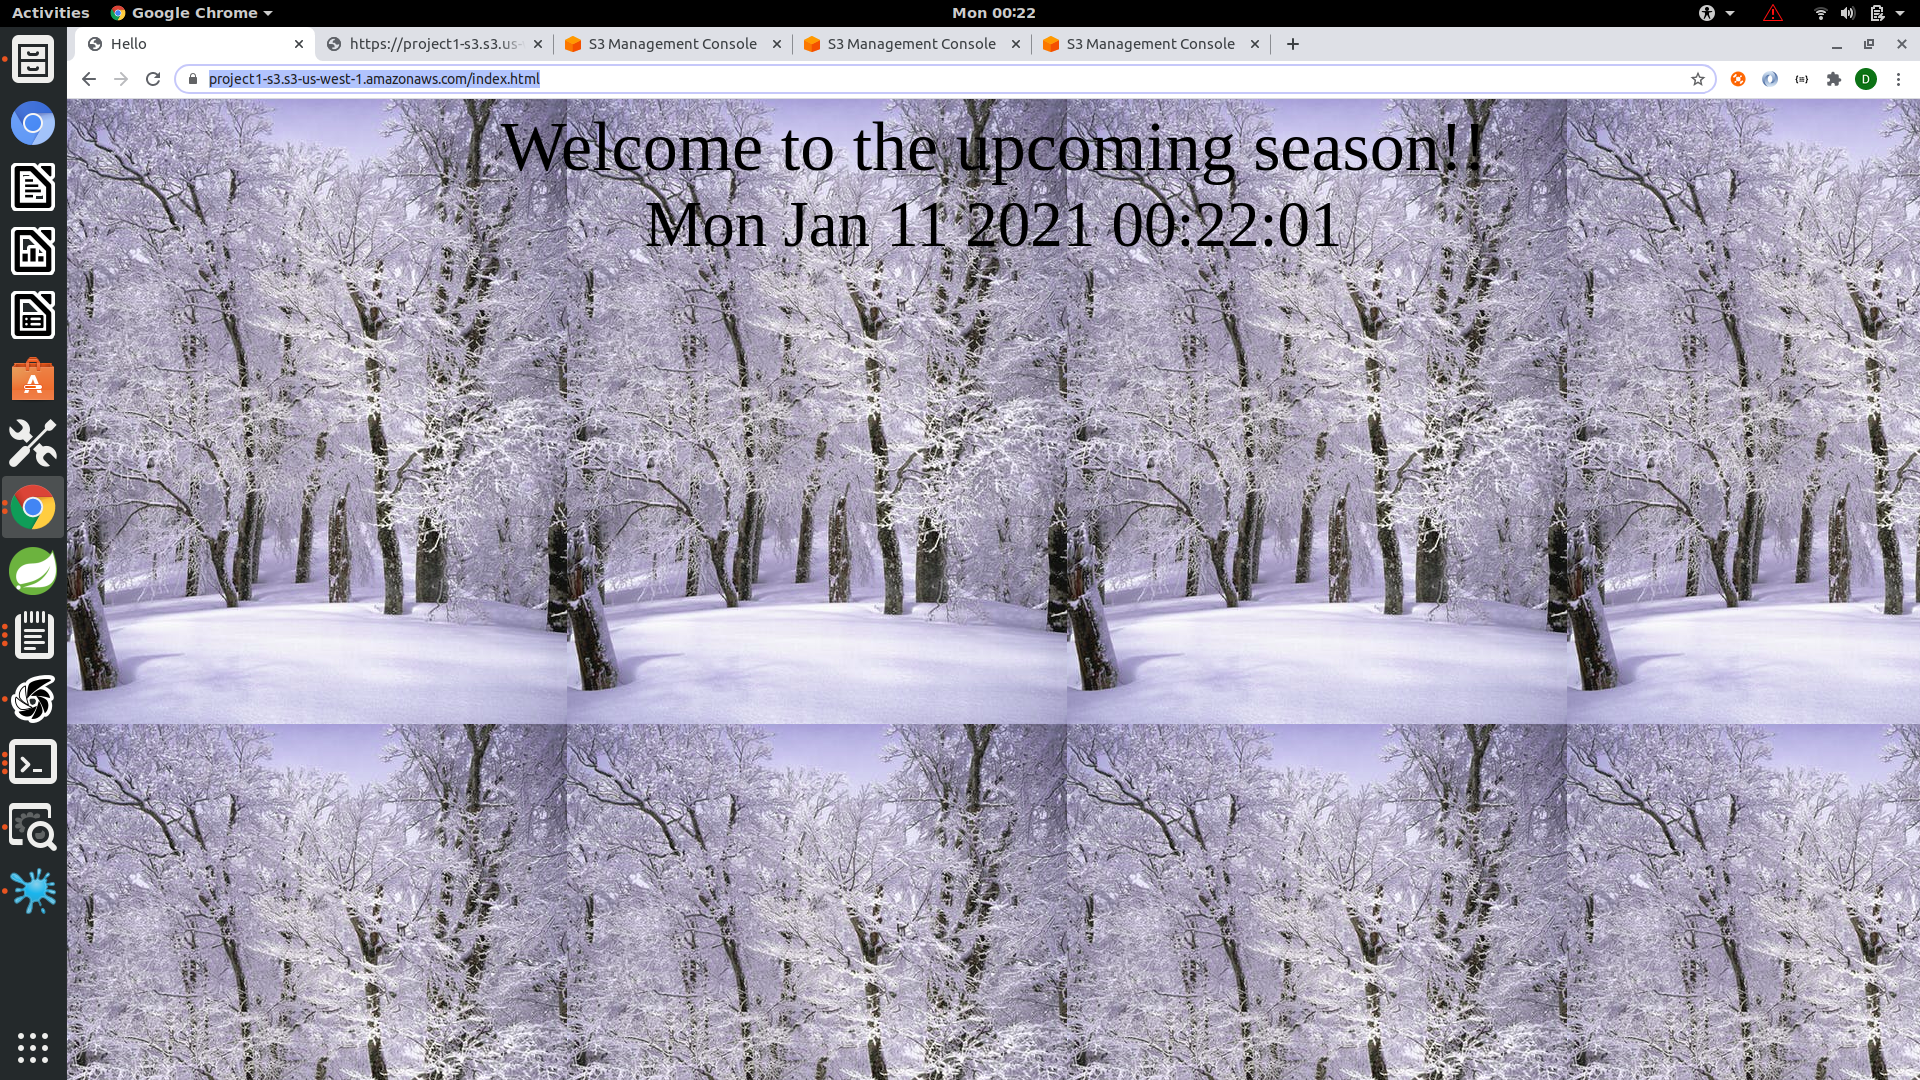 Activities Google Chrome Mon 00:22
Hello https://project1-s3.s3.us- S3 Management Console S3 Management Console S3 Management Console
project1-s3.s3-us-west-1.amazonaws.com/index.html D
Welcome to the upcoming season!!
Mon Jan 11 2021 00:22:01